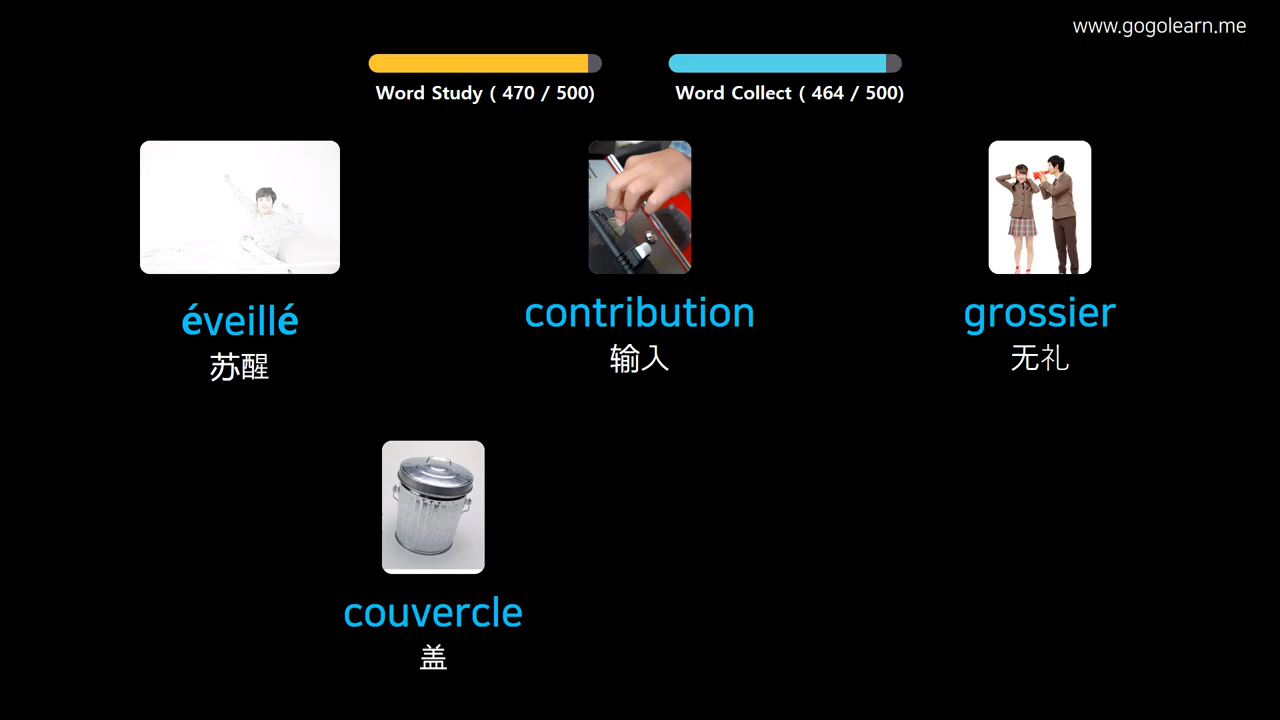 www.gogolearn.me
Word Study ( 470 / 500)
Word Collect ( 464 / 500)
éveillé
苏醒
contribution
输入
grossier
无礼
couvercle
盖